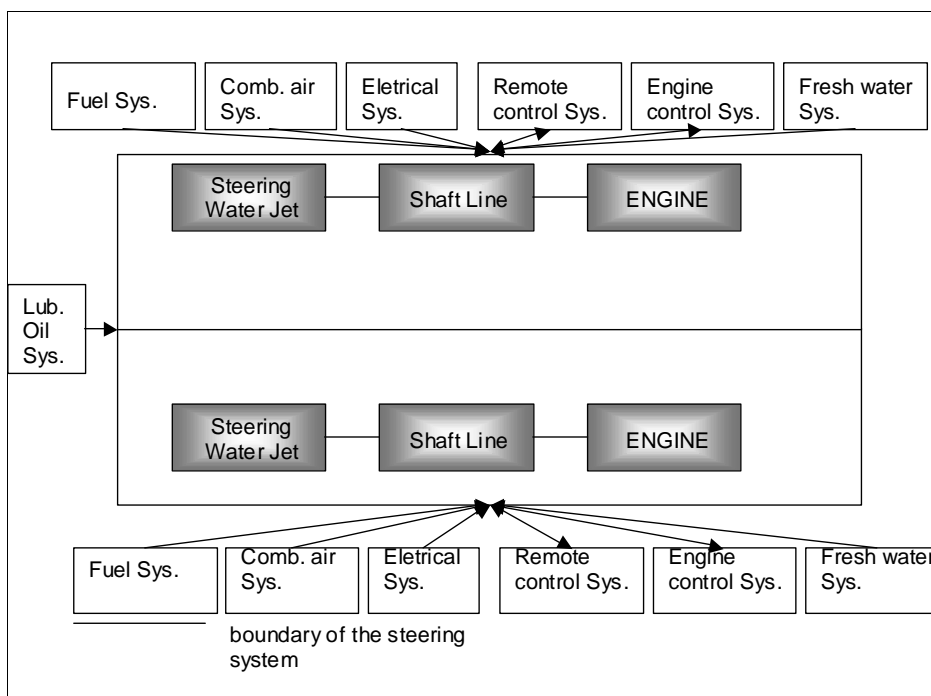 Fuel Sys.
Comb. air
Sys.
Eletrical
Sys.
Remote
control Sys.
Engine
control Sys.
Fresh water
Sys.
Steering
Water Jet
Shaft Line
ENGINE
Lub.
Oil
Sys.
Steering
Water Jet
Shaft Line
ENGINE
Fuel Sys.
Comb. air
Sys.
Eletrical
Sys.
Remote
control Sys.
Engine
control Sys.
Fresh water
Sys.
boundary of the steering
system